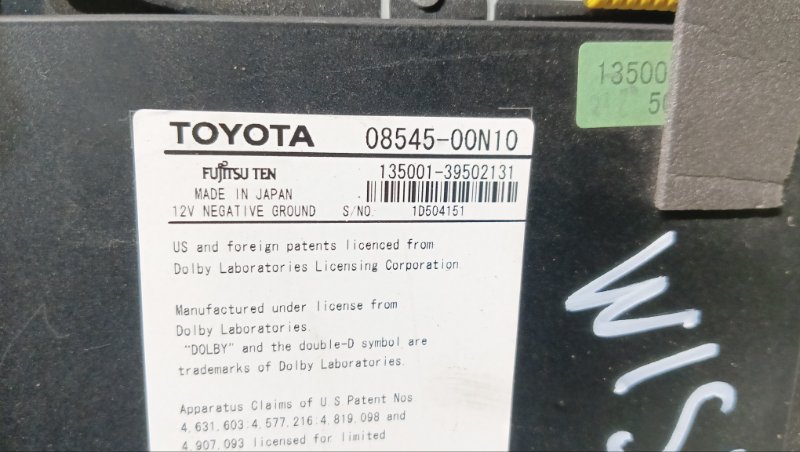 TOYOTA 08545-00N10
FUJITSU TEN 135001-39502131
MADE IN JAPAN
12V NEGATIVE GROUND S/NO. 1D504151
US and foreign patents licenced from
Dolby Laboratories Licensing Corporation
Manufactured under license from
Dolby Laboratories.
"DOLBY" and the double-D symbol are
trademarks of Dolby Laboratories.
Apparatus Claims of U.S.Patent Nos
4,631,603:4,577,216:4,819,098 and
4,907,093 licensed for limited
135001
50
WIS